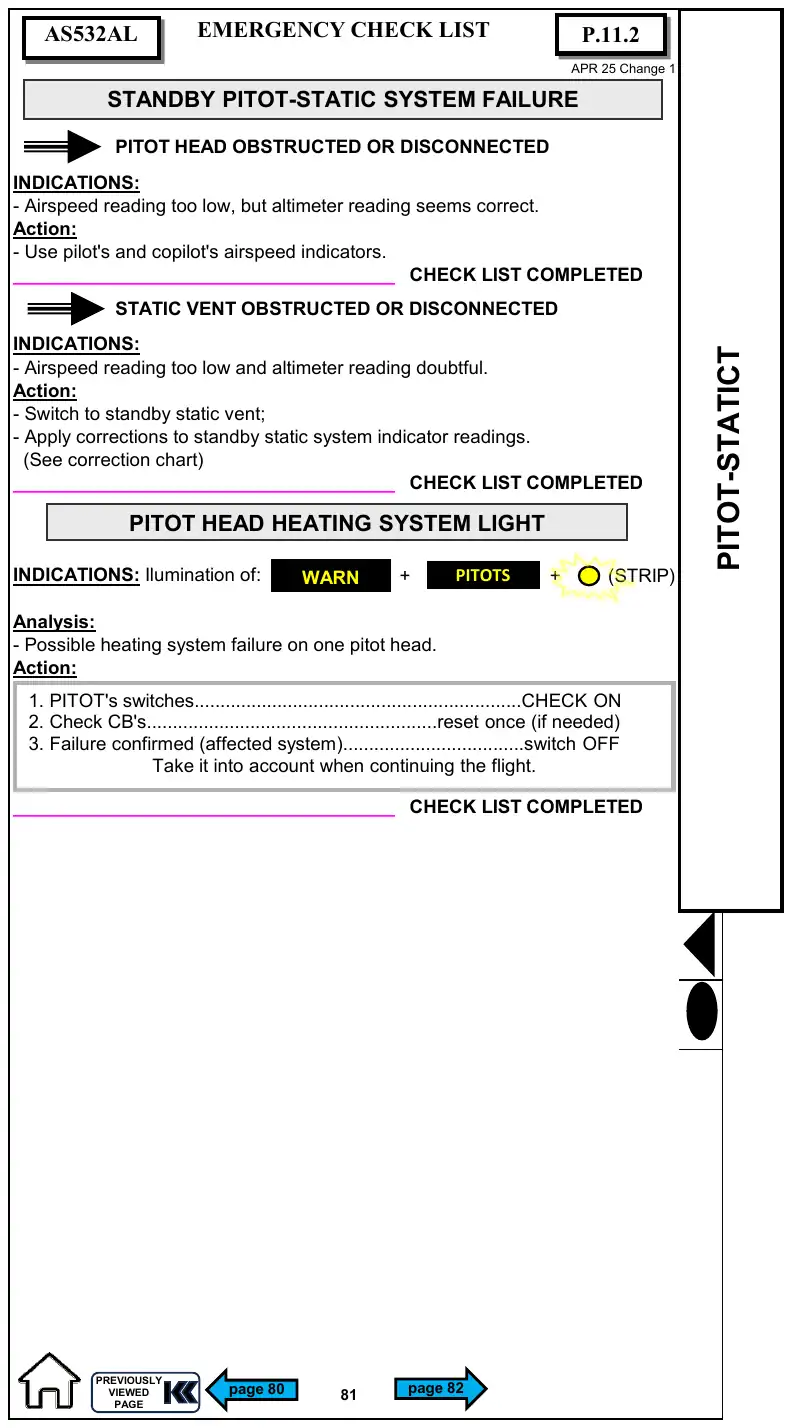 AS532AL
EMERGENCY CHECK LIST
P.11.2
APR 25 Change 1
STANDBY PITOT-STATIC SYSTEM FAILURE
PITOT HEAD OBSTRUCTED OR DISCONNECTED
INDICATIONS:
- Airspeed reading too low, but altimeter reading seems correct.
Action:
- Use pilot's and copilot's airspeed indicators.
CHECK LIST COMPLETED
STATIC VENT OBSTRUCTED OR DISCONNECTED
INDICATIONS:
- Airspeed reading too low and altimeter reading doubtful.
Action:
- Switch to standby static vent;
- Apply corrections to standby static system indicator readings.
(See correction chart)
CHECK LIST COMPLETED
PITOT HEAD HEATING SYSTEM LIGHT
INDICATIONS: Ilumination of: WARN + PITOTS + (STRIP)
Analysis:
- Possible heating system failure on one pitot head.
Action:
1. PITOT's switches...............................................................CHECK ON
2. Check CB's........................................................reset once (if needed)
3. Failure confirmed (affected system)...................................switch OFF
Take it into account when continuing the flight.
CHECK LIST COMPLETED
PITOT-STATICT
PREVIOUSLY
VIEWED
PAGE
page 80
81
page 82